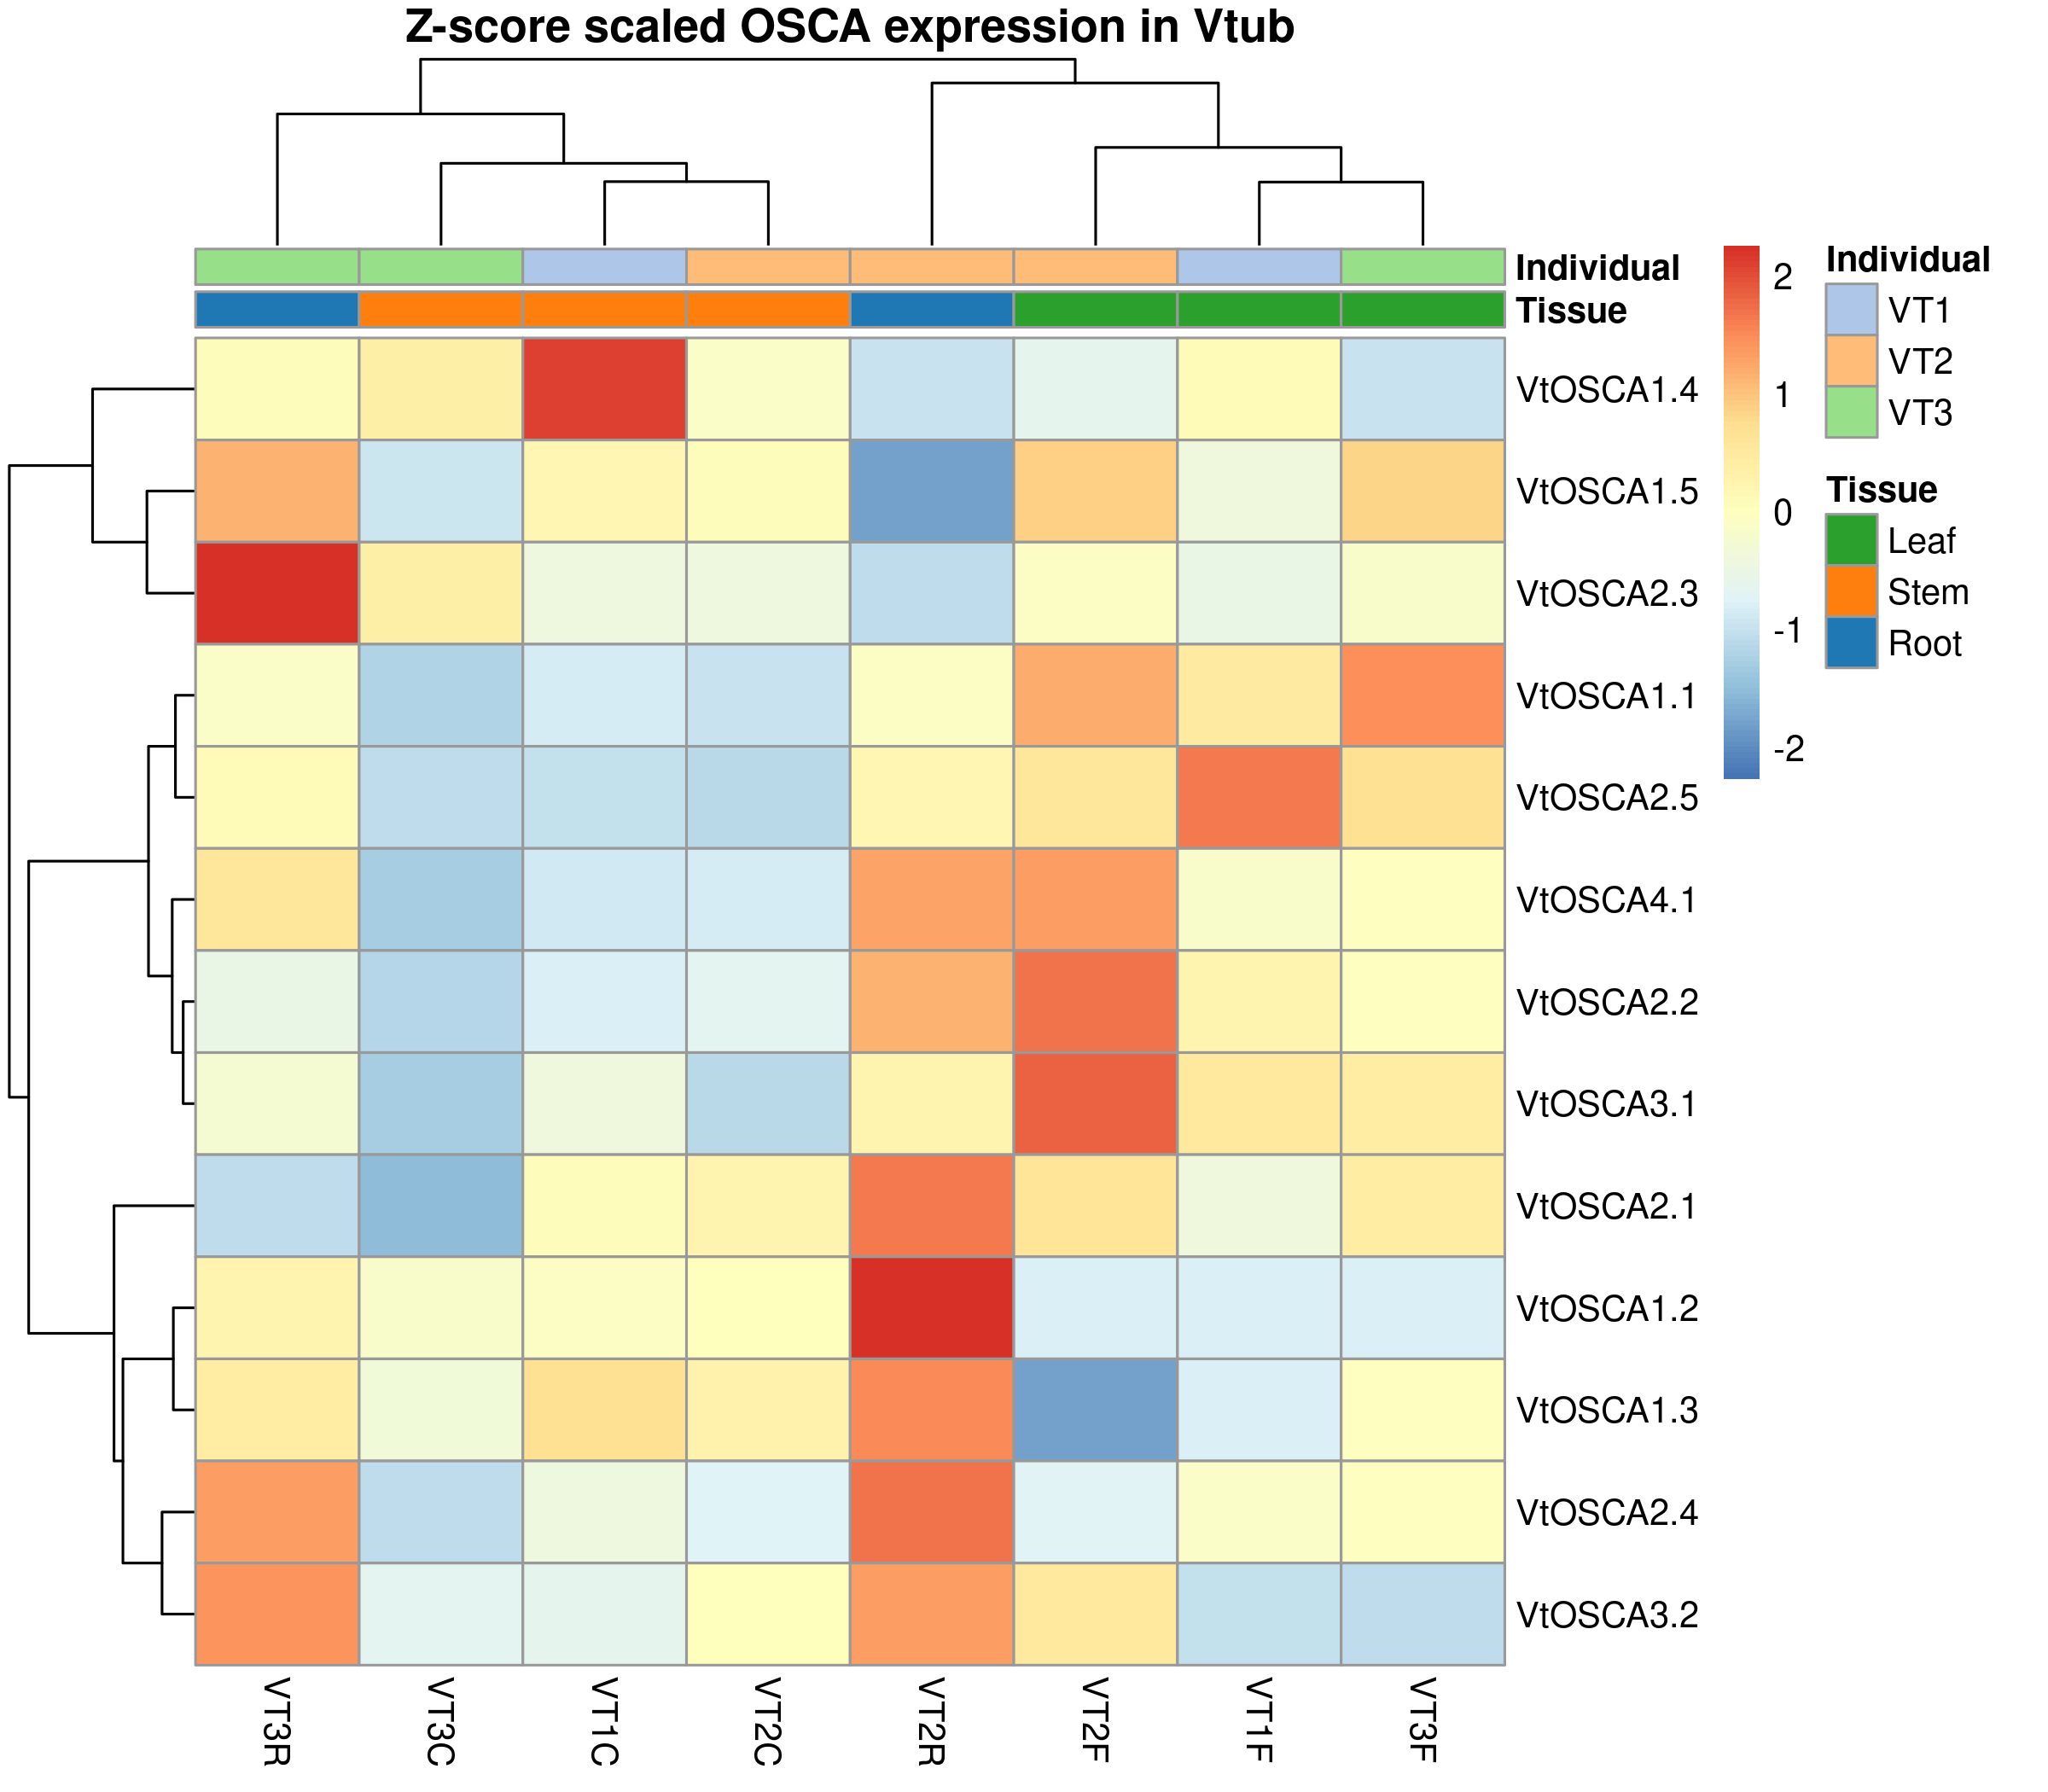 Z-score scaled OSCA expression in Vtub
Individual
Tissue
VtOSCA1.4
VtOSCA1.5
VtOSCA2.3
VtOSCA1.1
VtOSCA2.5
VtOSCA4.1
VtOSCA2.2
VtOSCA3.1
VtOSCA2.1
VtOSCA1.2
VtOSCA1.3
VtOSCA2.4
VtOSCA3.2
VT3R
VT3C
VT1C
VT2C
VT2R
VT2F
VT1F
VT3F
2
1
0
-1
-2
Individual
VT1
VT2
VT3
Tissue
Leaf
Stem
Root